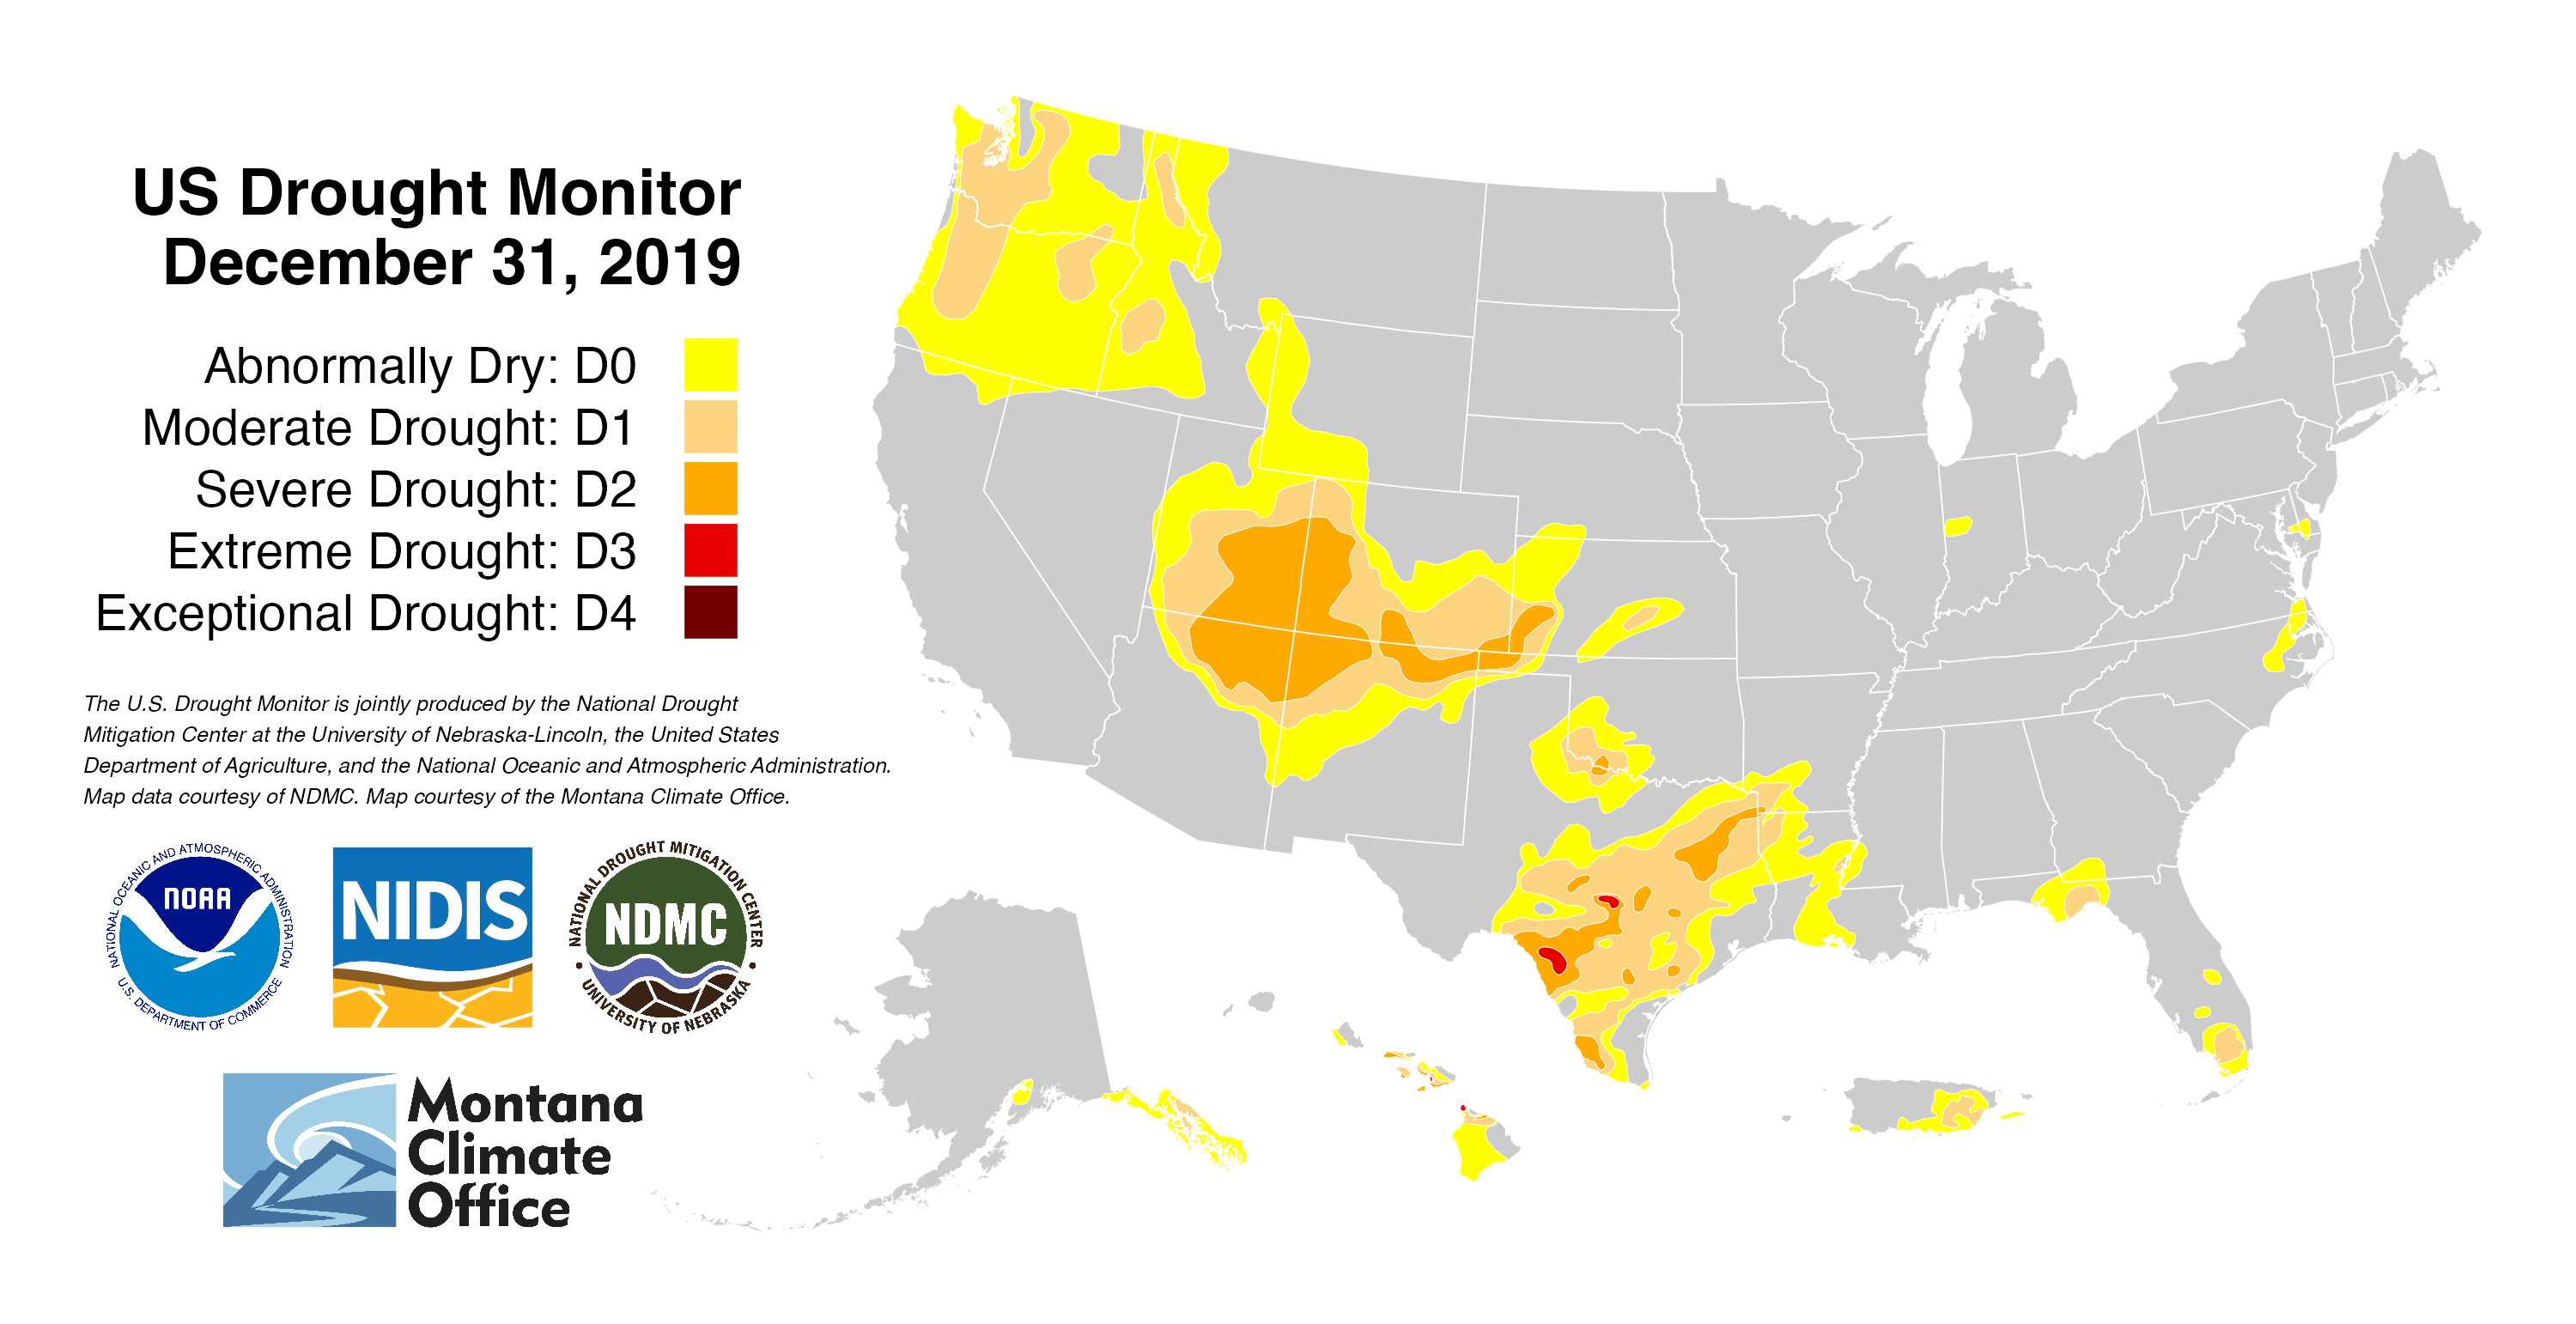 US Drought Monitor
December 31, 2019
Abnormally Dry: D0
Moderate Drought: D1
Severe Drought: D2
Extreme Drought: D3
Exceptional Drought: D4
The U.S. Drought Monitor is jointly produced by the National Drought
Mitigation Center at the University of Nebraska-Lincoln, the United States
Department of Agriculture, and the National Oceanic and Atmospheric Administration.
Map data courtesy of NDMC. Map courtesy of the Montana Climate Office.
NATIONAL OCEANIC AND ATMOSPHERIC ADMINISTRATION
NOAA
U.S. DEPARTMENT OF COMMERCE
NIDIS
NATIONAL DROUGHT MITIGATION CENTER
NDMC
UNIVERSITY OF NEBRASKA
Montana
Climate
Office